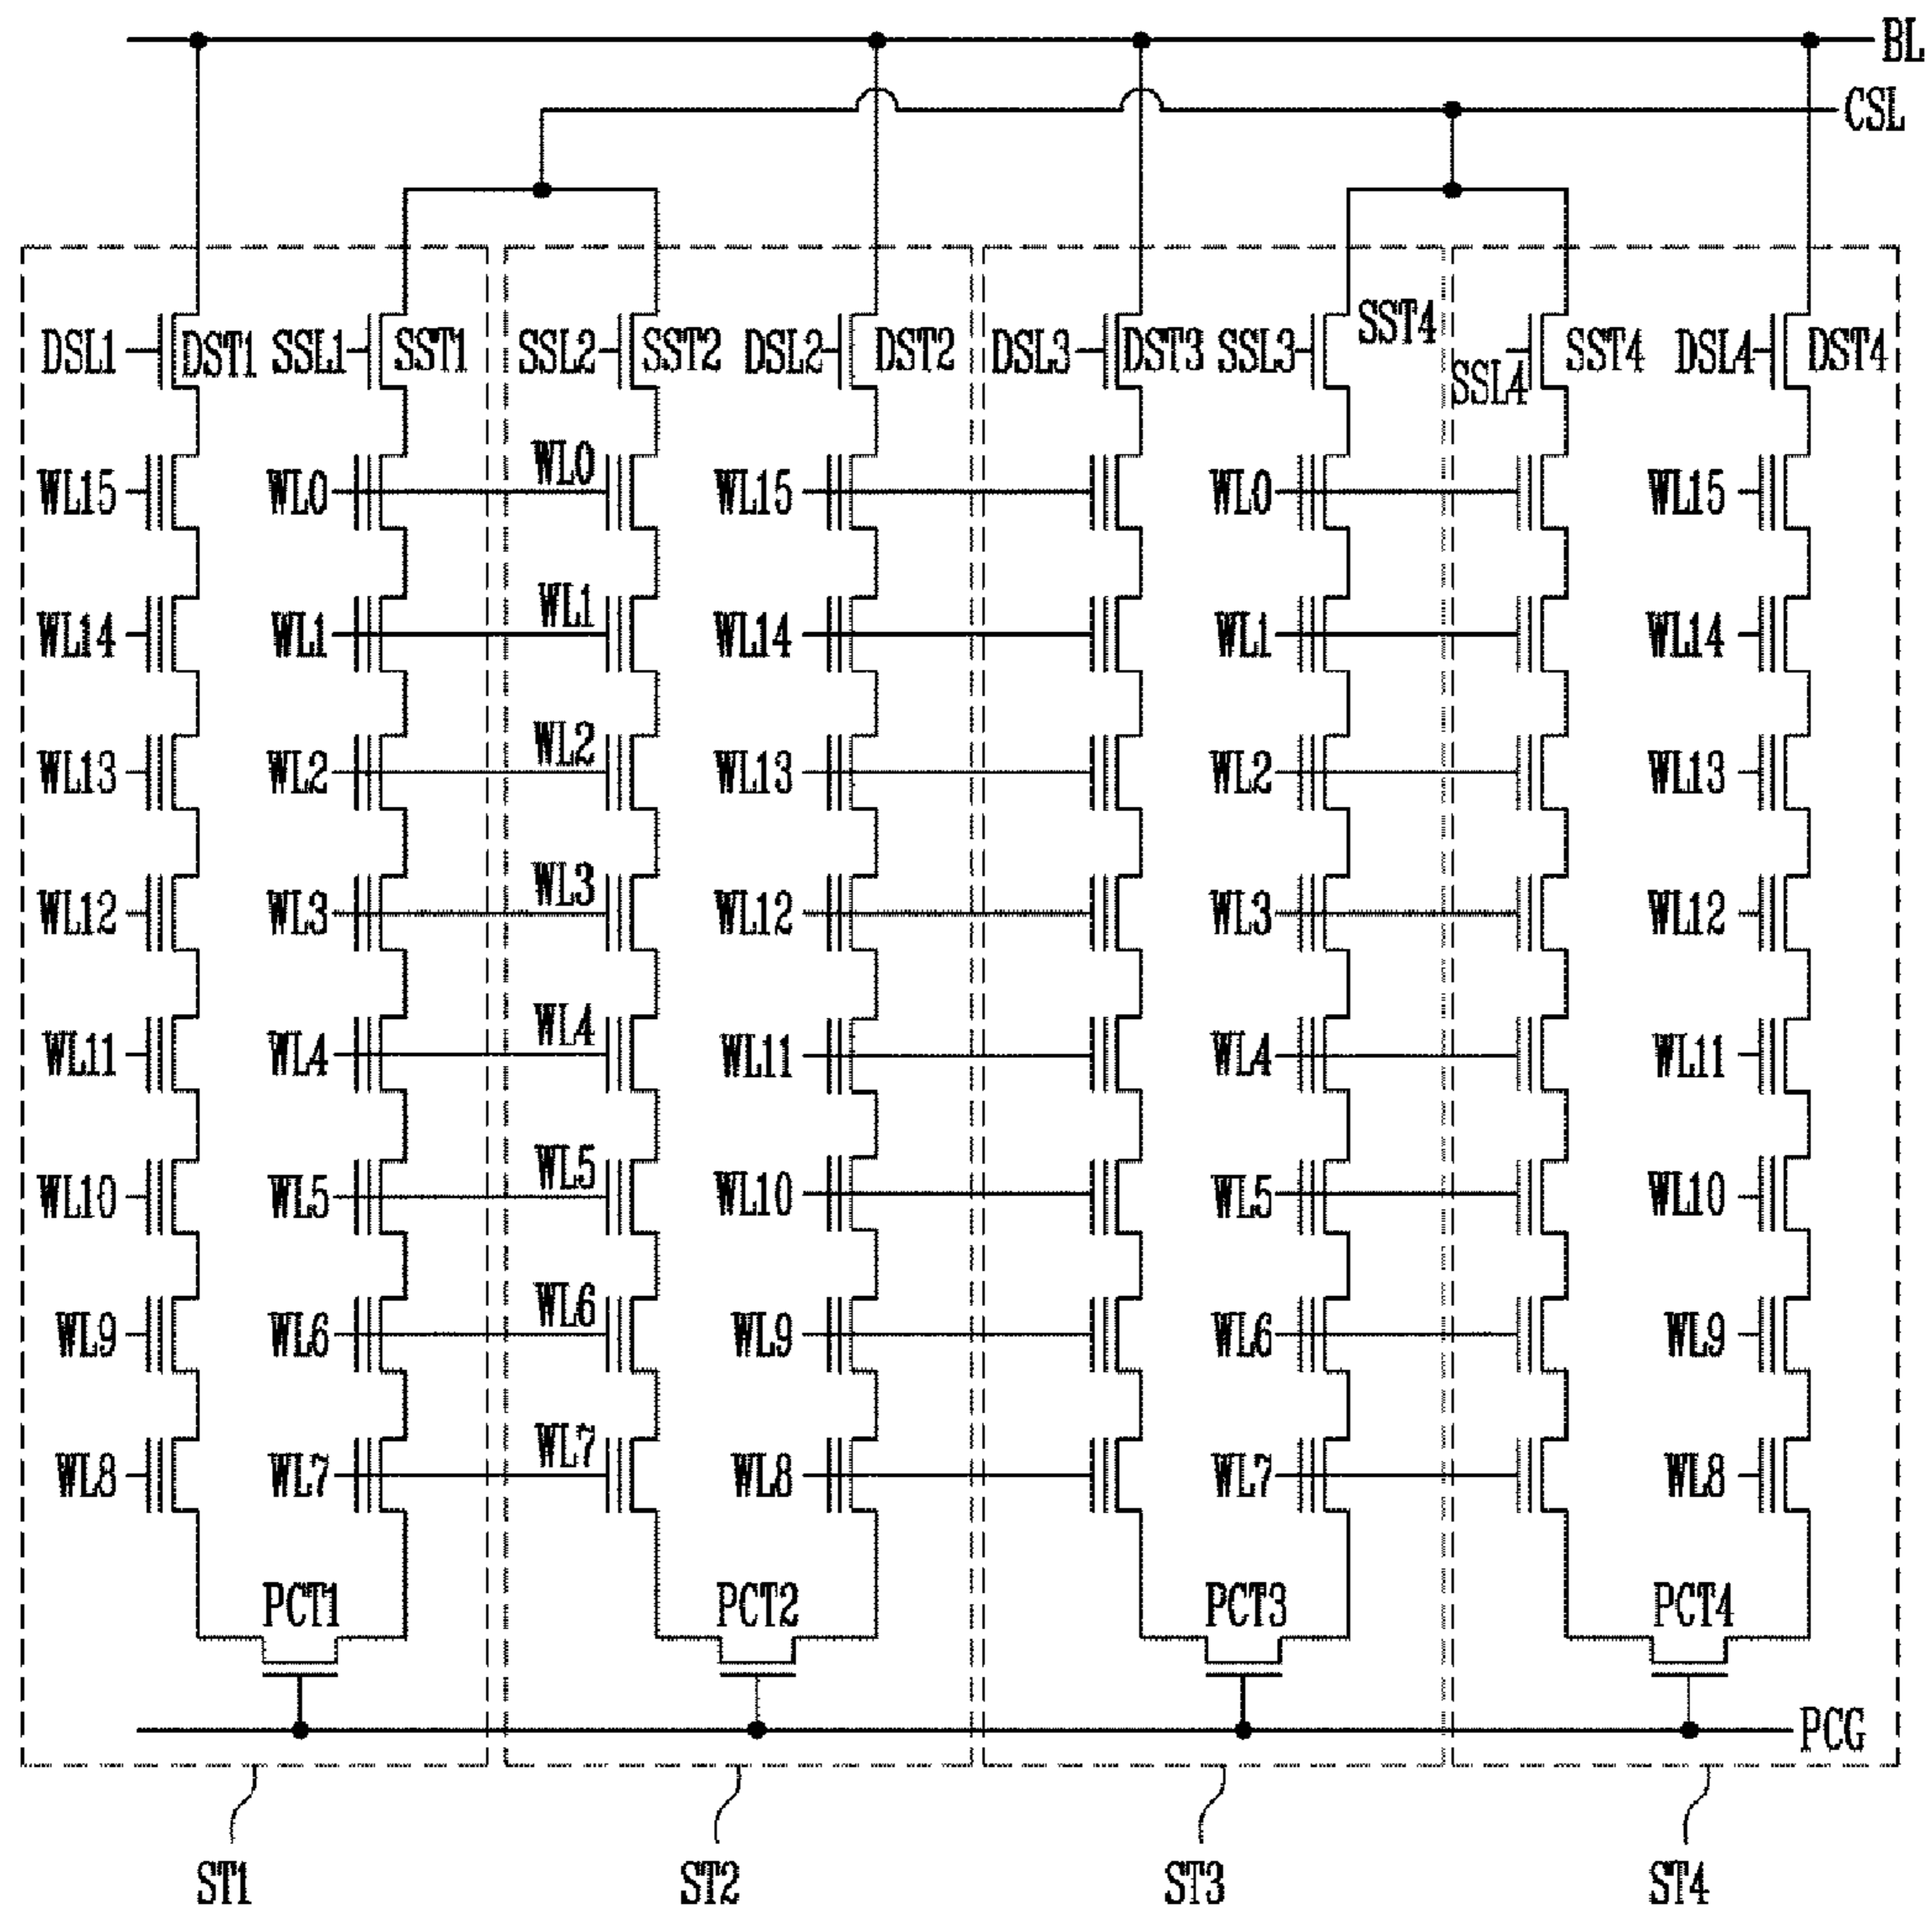 BL
CSL
DSL1 DST1 SSL1 SST1 SSL2 SST2 DSL2 DST2 DSL3 DST3 SSL3 SST4 SSL4 SST4 DSL4 DST4
WL15 WL0 WL0 WL15 WL0 WL15
WL14 WL1 WL1 WL14 WL1 WL14
WL13 WL2 WL2 WL13 WL2 WL13
WL12 WL3 WL3 WL12 WL3 WL12
WL11 WL4 WL4 WL11 WL4 WL11
WL10 WL5 WL5 WL10 WL5 WL10
WL9 WL6 WL6 WL9 WL6 WL9
WL8 WL7 WL7 WL8 WL7 WL8
PCT1 PCT2 PCT3 PCT4
PCG
ST1 ST2 ST3 ST4